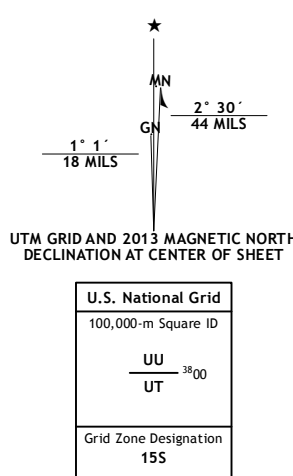 ★
MN
GN
2° 30´
44 MILS
1° 1´
18 MILS
UTM GRID AND 2013 MAGNETIC NORTH
DECLINATION AT CENTER OF SHEET
U.S. National Grid
100,000-m Square ID
UU
3800
UT
Grid Zone Designation
15S